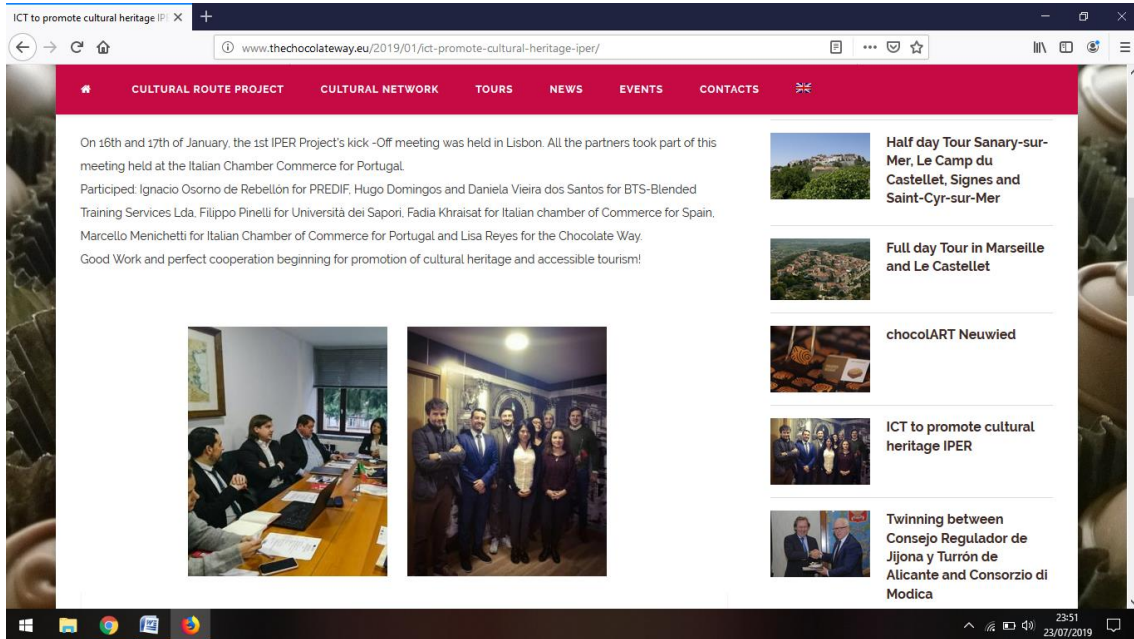 ICT to promote cultural heritage IP
www.thechocolateway.eu/2019/01/ict-promote-cultural-heritage-iper/
CULTURAL ROUTE PROJECT CULTURAL NETWORK TOURS NEWS EVENTS CONTACTS
On 16th and 17th of January, the 1st IPER Project's kick -Off meeting was held in Lisbon. All the partners took part of this
meeting held at the Italian Chamber Commerce for Portugal.
Participed: Ignacio Osorno de Rebellón for PREDIF, Hugo Domingos and Daniela Vieira dos Santos for BTS-Blended
Training Services Lda, Filippo Pinelli for Università dei Sapori, Fadia Khraisat for Italian chamber of Commerce for Spain,
Marcello Menichetti for Italian Chamber of Commerce for Portugal and Lisa Reyes for the Chocolate Way.
Good Work and perfect cooperation beginning for promotion of cultural heritage and accessible tourism!
Half day Tour Sanary-sur-
Mer, Le Camp du
Castellet, Signes and
Saint-Cyr-sur-Mer
Full day Tour in Marseille
and Le Castellet
chocolART Neuwied
ICT to promote cultural
heritage IPER
Twinning between
Consejo Regulador de
Jijona y Turrón de
Alicante and Consorzio di
Modica
23:51
23/07/2019